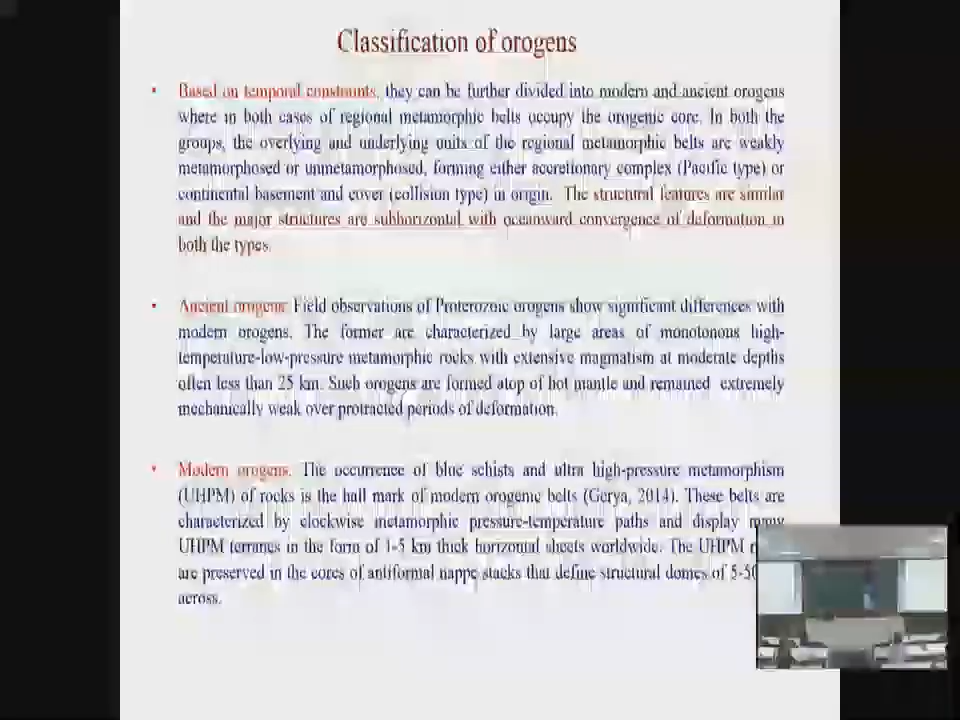 Classification of orogens
• Based on temporal constraints, they can be further divided into modern and ancient orogens
where in both cases of regional metamorphic belts occupy the orogenic core. In both the
groups, the overlying and underlying units of the regional metamorphic belts are weakly
metamorphosed or unmetamorphosed, forming either accretionary complex (Pacific type) or
continental basement and cover (collision type) in origin. The structural features are similar
and the major structures are subhorizontal with oceanward convergence of deformation in
both the types.
• Ancient orogens: Field observations of Proterozoic orogens show significant differences with
modern orogens. The former are characterized by large areas of monotonous high-
temperature-low-pressure metamorphic rocks with extensive magmatism at moderate depths
often less than 25 km. Such orogens are formed atop of hot mantle and remained extremely
mechanically weak over protracted periods of deformation.
• Modern orogens. The occurrence of blue schists and ultra high-pressure metamorphism
(UHPM) of rocks is the hall mark of modern orogenic belts (Gerya, 2014). These belts are
characterized by clockwise metamorphic pressure-temperature paths and display many
UHPM terranes in the form of 1-5 km thick horizontal sheets worldwide. The UHPM
are preserved in the cores of antiformal nappe stacks that define structural domes of 5-50
across.